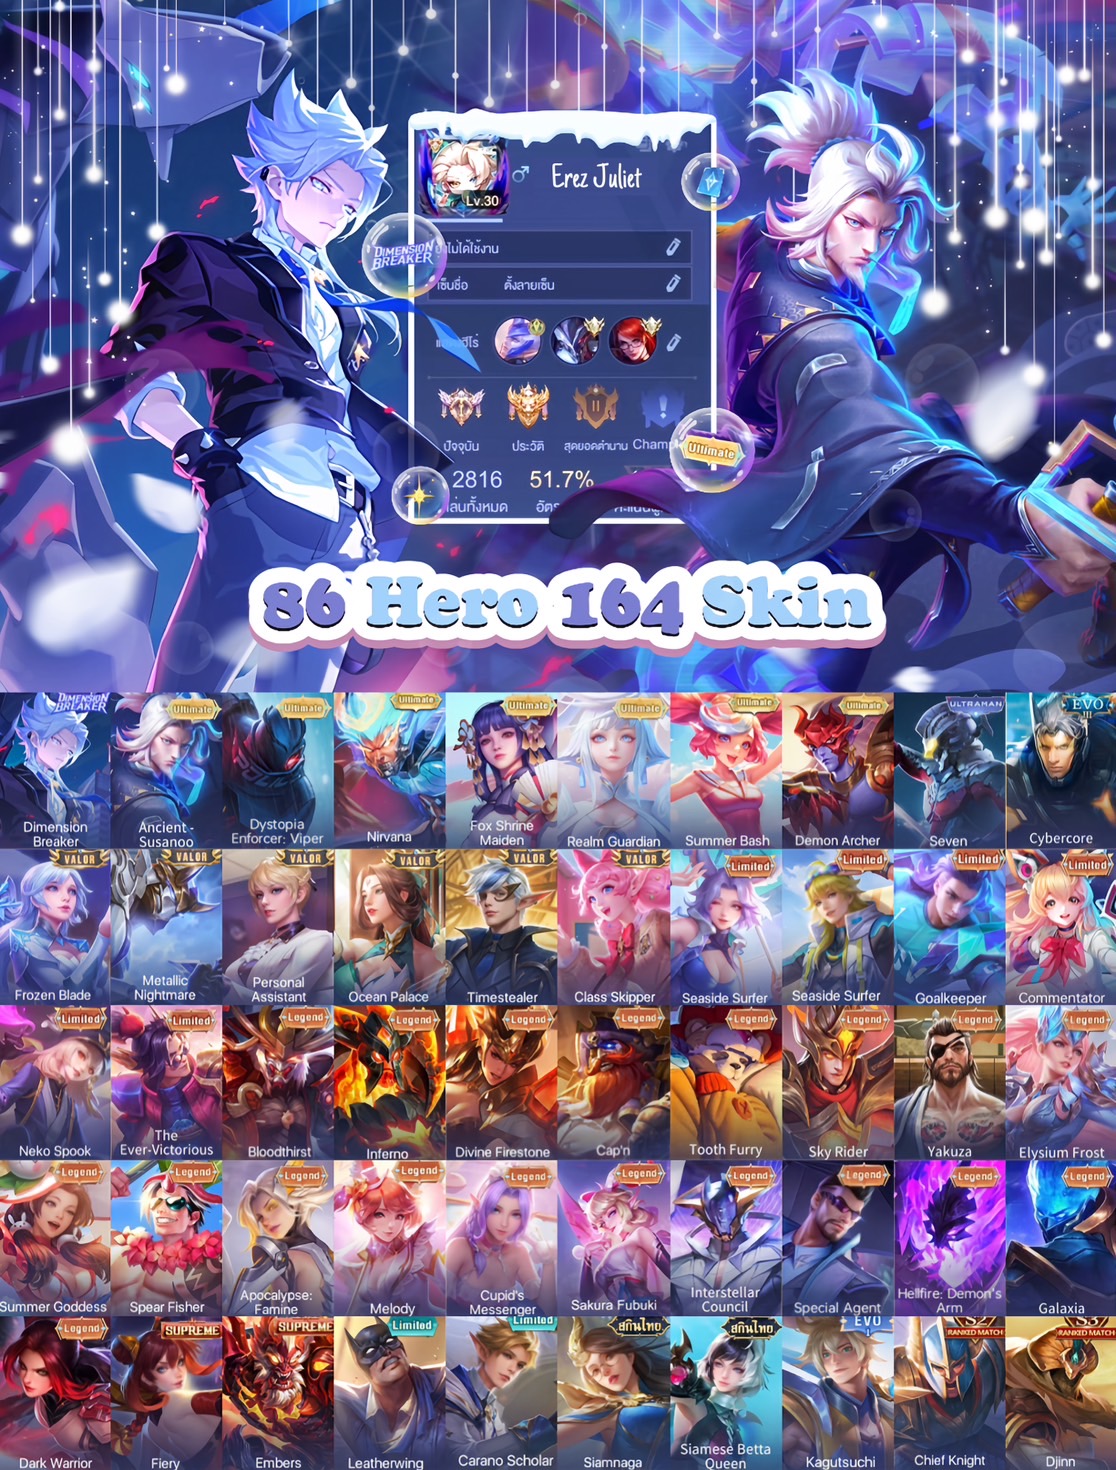 Erez Juliet
Lv.30
DIMENSION
BREAKER
ไม่ได้ใช้งาน
เซ็นชื่อ ตั้งลายเซ็น
ปัจจุบัน ประวัติ สุดยอดตำนาน Champ
2816 51.7%
ล่นทั้งหมด อัตร
Ultimate
86 Hero 164 Skin
DIMENSION
BREAKER
Ultimate
Ultimate
Ultimate
Ultimate
Ultimate
Ultimate
Ultimate
ULTRAMAN
EVO
III
Dimension
Breaker
Ancient -
Susanoo
Dystopia
Enforcer: Viper
Nirvana
Fox Shrine
Maiden
Realm Guardian
Summer Bash
Demon Archer
Seven
Cybercore
VALOR
VALOR
VALOR
VALOR
VALOR
VALOR
Limited
Limited
Limited
Limited
Frozen Blade
Metallic
Nightmare
Personal
Assistant
Ocean Palace
Timestealer
Class Skipper
Seaside Surfer
Seaside Surfer
Goalkeeper
Commentator
Limited
Limited
Legend
Legend
Legend
Legend
Legend
Legend
Legend
Legend
Neko Spook
The
Ever-Victorious
Bloodthirst
Inferno
Divine Firestone
Cap'n
Tooth Furry
Sky Rider
Yakuza
Elysium Frost
Legend
Legend
Legend
Legend
Legend
Legend
Legend
Legend
Legend
Legend
Summer Goddess
Spear Fisher
Apocalypse:
Famine
Melody
Cupid's
Messenger
Sakura Fubuki
Interstellar
Council
Special Agent
Hellfire: Demon's
Arm
Galaxia
Legend
SUPREME
SUPREME
Limited
Limited
สกินไทย
สกินไทย
EVO
I
S2
RANKED MATCH
S3
RANKED MATCH
Dark Warrior
Fiery
Embers
Leatherwing
Carano Scholar
Siamnaga
Siamese Betta
Queen
Kagutsuchi
Chief Knight
Djinn